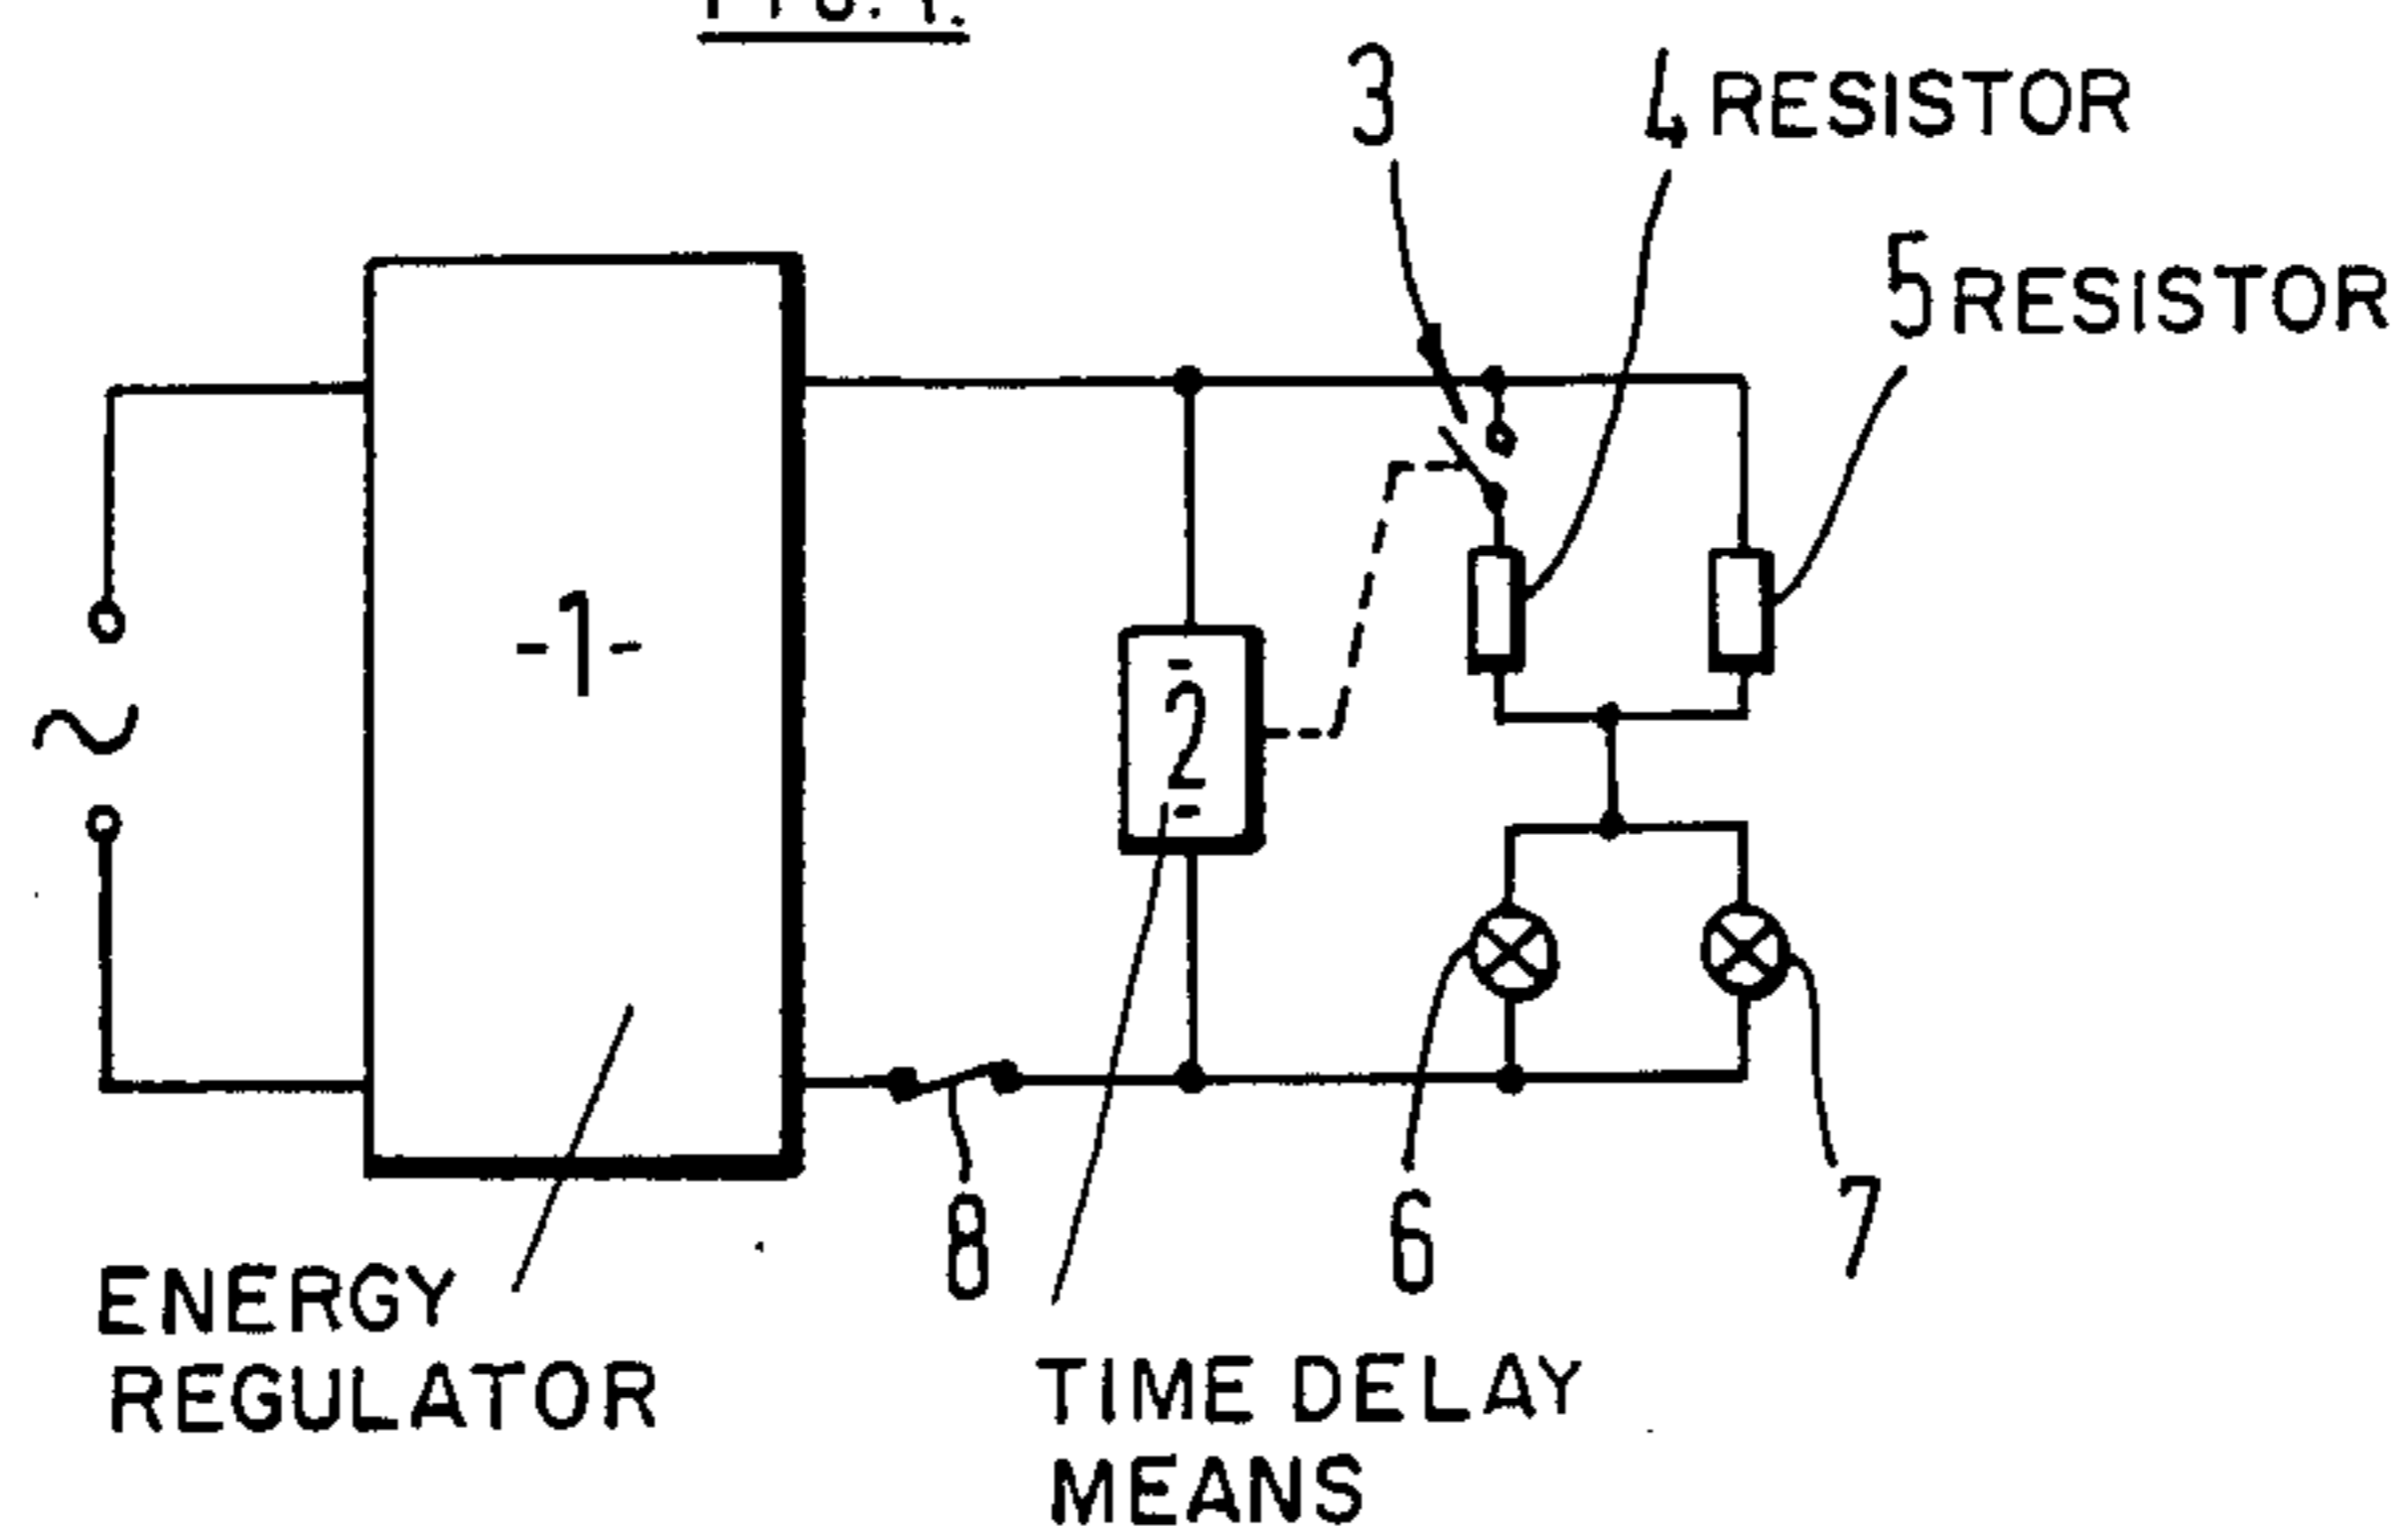 3
4 RESISTOR
5 RESISTOR
-1-
~
-
2
-
8
6
7
ENERGY
REGULATOR
TIME DELAY
MEANS